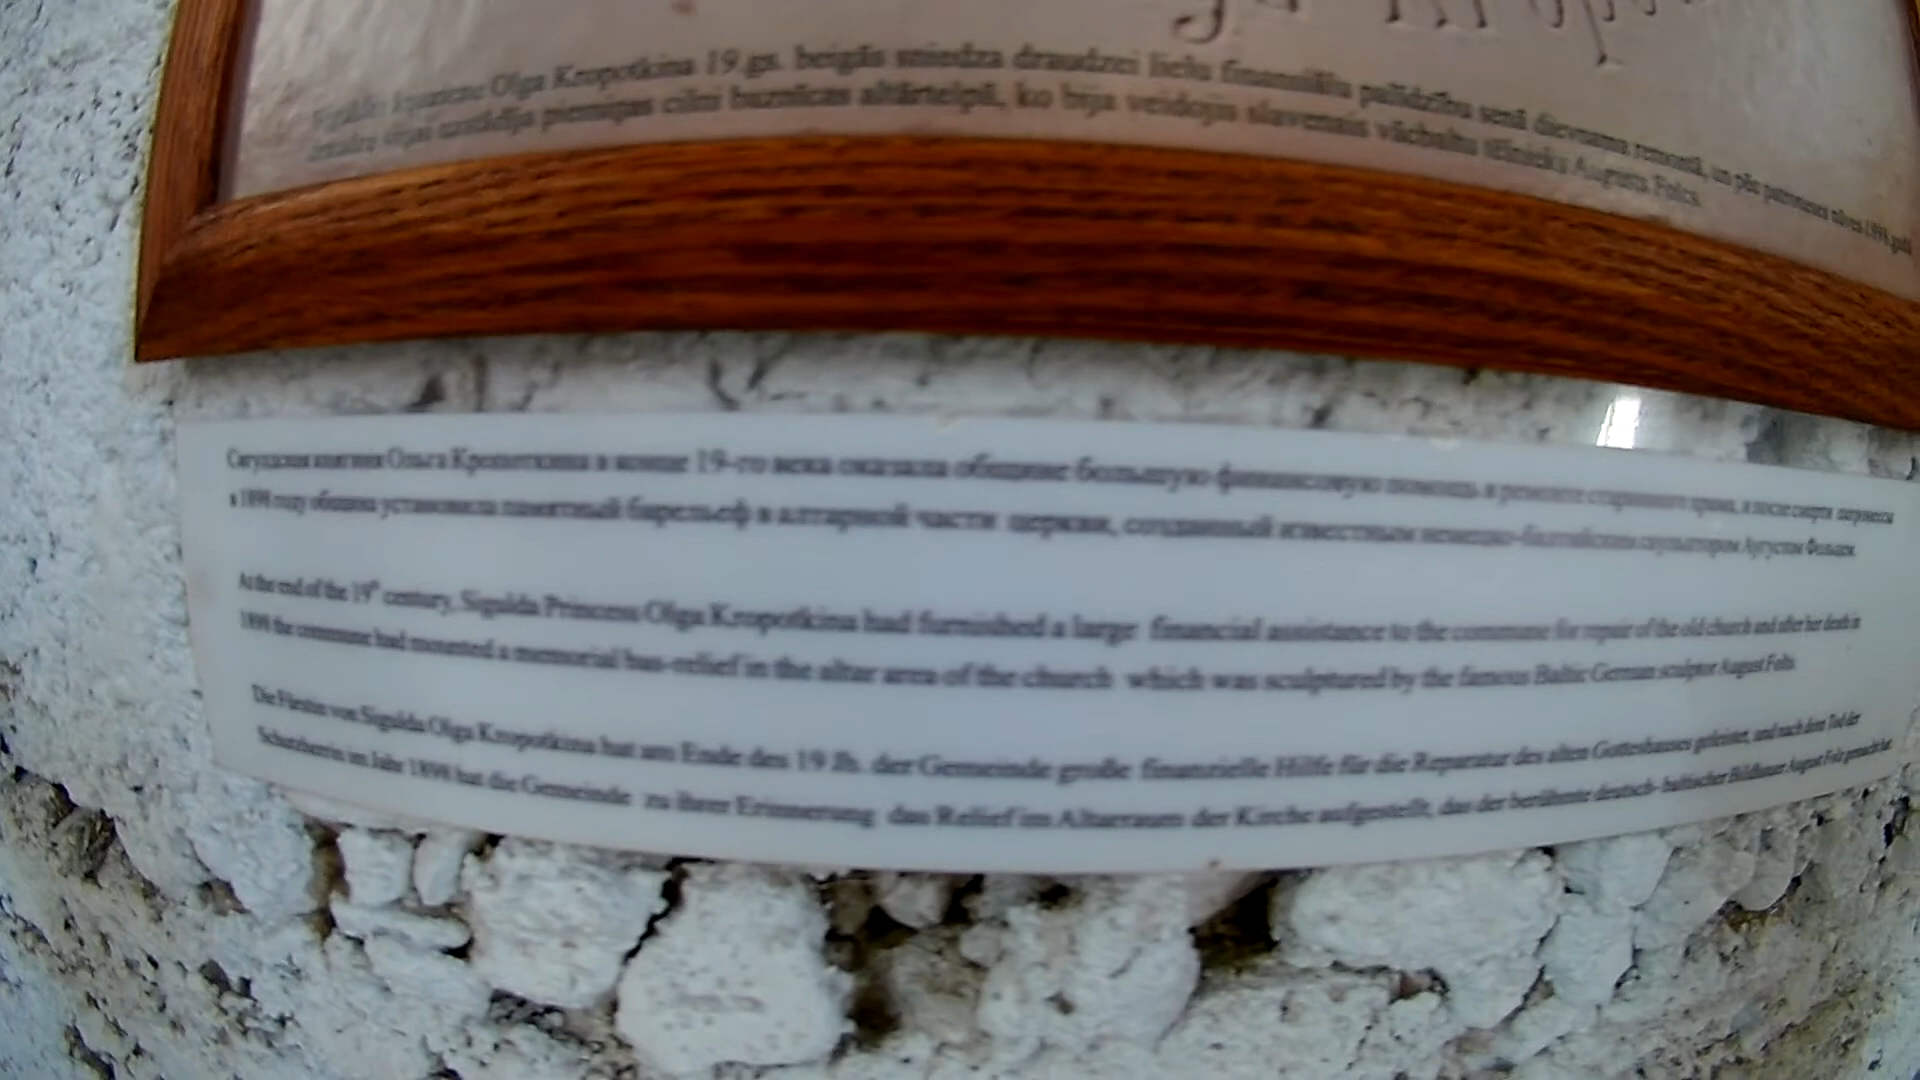 Siguldas kņaziene Olga Kropotkina 19.gs. beigās sniedza draudzei lielu finansiālu palīdzību senā dievnama remontā, un pēc patroneses nāves 1898.gadā
draudze viņas uzstādīja piemiņas cilni baznīcas altārtelpā, ko bija veidojis slavenais vācbaltu tēlnieks Augusts Folcs.
Сигулдская княгиня Ольга Кропоткина в конце 19-го века оказала общине большую финансовую помощь в ремонте старинного храма, и после смерти патронессы
в 1898 году община установила памятный барельеф в алтарной части церкви, созданный известным немецко-балтийским скульптором Аугустом Фольцем.
At the end of the 19th century, Sigulda Princess Olga Kropotkina had furnished a large financial assistance to the commune for repair of the old church and after her death in
1898 the commune had mounted a memorial bas-relief in the altar area of the church which was sculptured by the famous Baltic German sculptor August Folts.
Die Fürstin von Sigulda Olga Kropotkina hat am Ende des 19 Jh. der Gemeinde große finanzielle Hilfe für die Reparatur des alten Gotteshauses geleistet, und nach dem Tod der
Schutzherrin im Jahr 1898 hat die Gemeinde zu ihrer Erinnerung das Relief im Altarraum der Kirche aufgestellt, das der berühmte deutsch- baltischer Bildhauer August Folz gemacht hat.